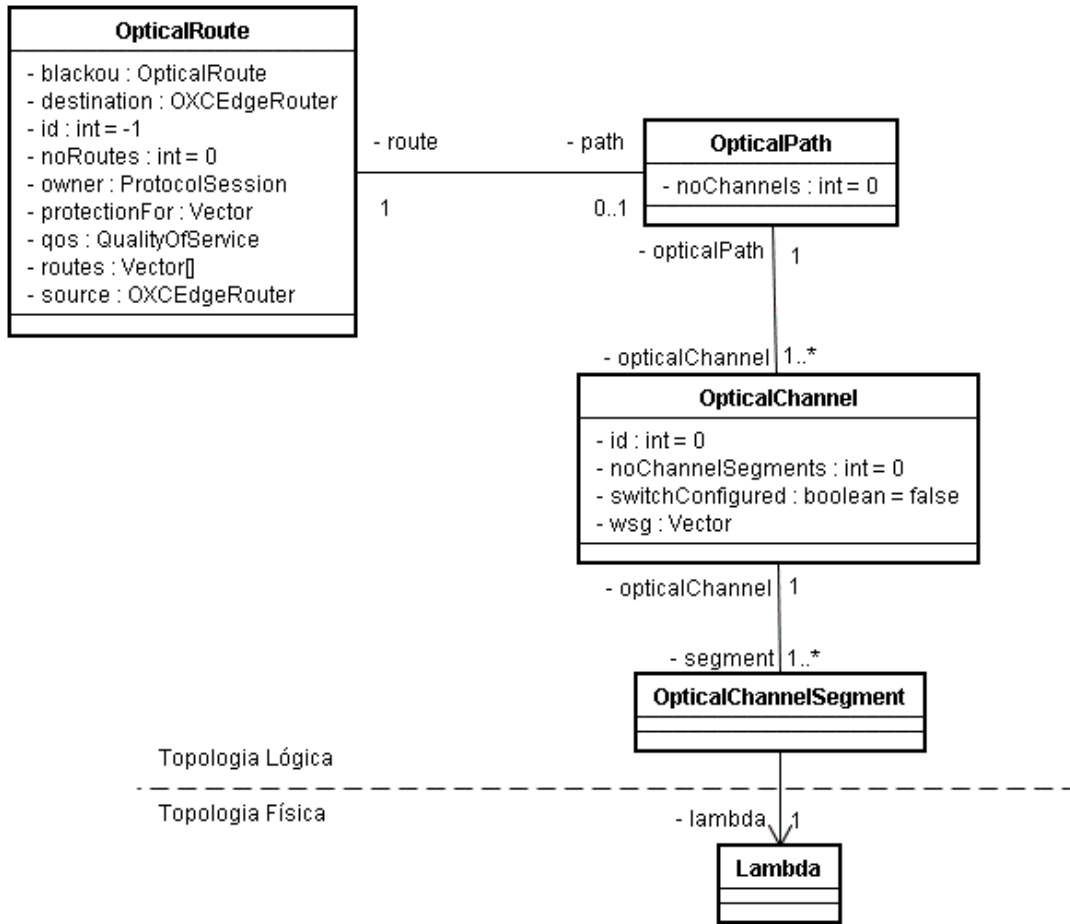 OpticalRoute
- blackou : OpticalRoute
- destination : OXCEdgeRouter
- id : int = -1
- noRoutes : int = 0
- owner : ProtocolSession
- protectionFor : Vector
- qos : QualityOfService
- routes : Vector[]
- source : OXCEdgeRouter
- route
- path
1
0..1
OpticalPath
- noChannels : int = 0
- opticalPath
1
- opticalChannel
1..*
OpticalChannel
- id : int = 0
- noChannelSegments : int = 0
- switchConfigured : boolean = false
- wsg : Vector
- opticalChannel
1
- segment
1..*
OpticalChannelSegment
Topologia Lógica
Topologia Física
- lambda
1
Lambda